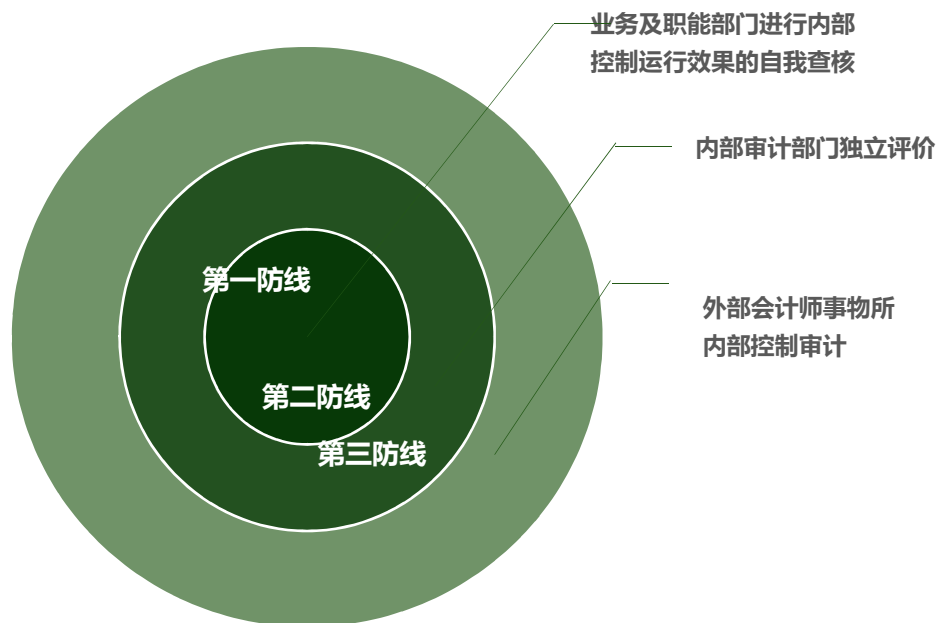 业务及职能部门进行内部
控制运行效果的自我查核
内部审计部门独立评价
第一防线
外部会计师事物所
内部控制审计
第二防线
第三防线